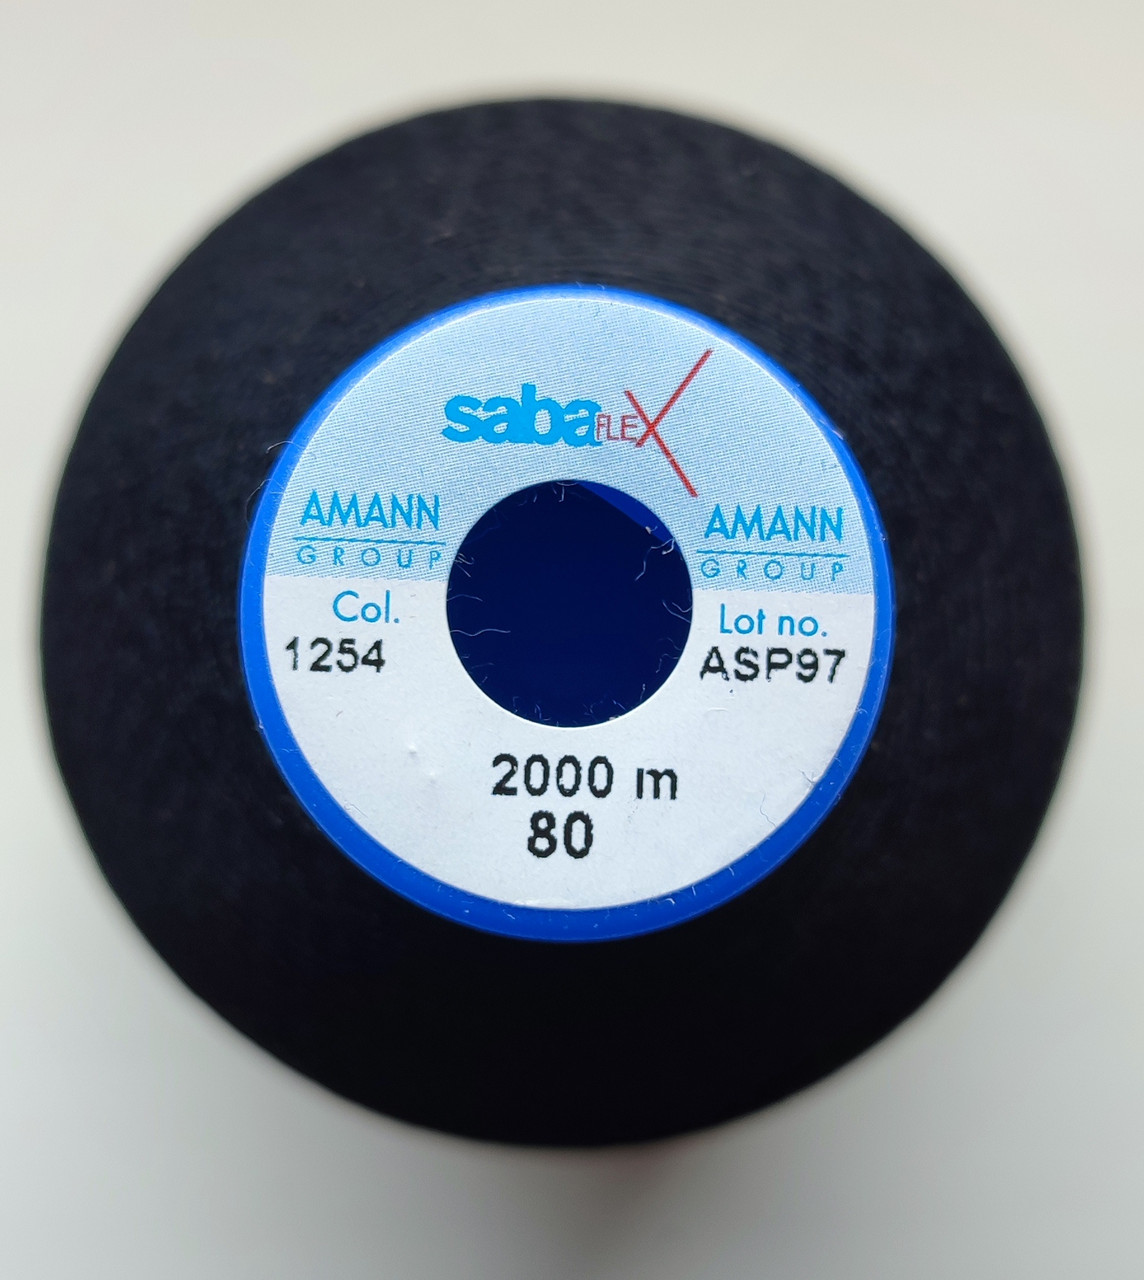 sabaFLEX
AMANN
GROUP
AMANN
GROUP
Col.
1254
Lot no.
ASP97
2000 m
80